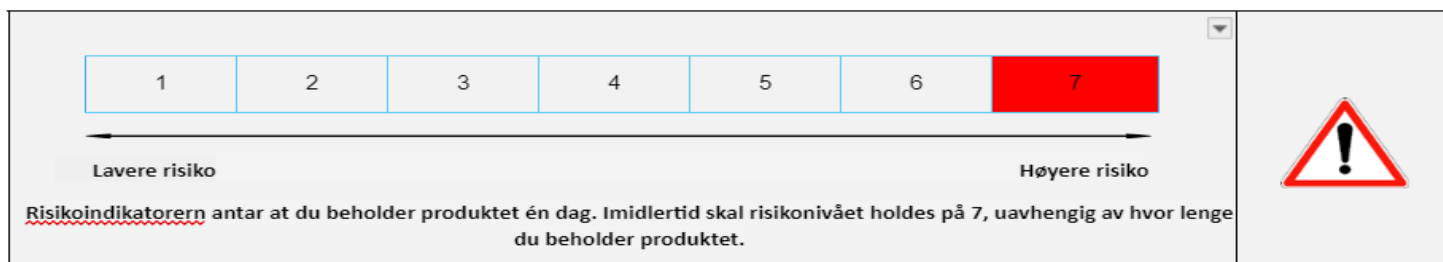 1 2 3 4 5 6 7
Lavere risiko Høyere risiko
Risikoindikatorern antar at du beholder produktet én dag. Imidlertid skal risikonivået holdes på 7, uavhengig av hvor lenge
du beholder produktet.